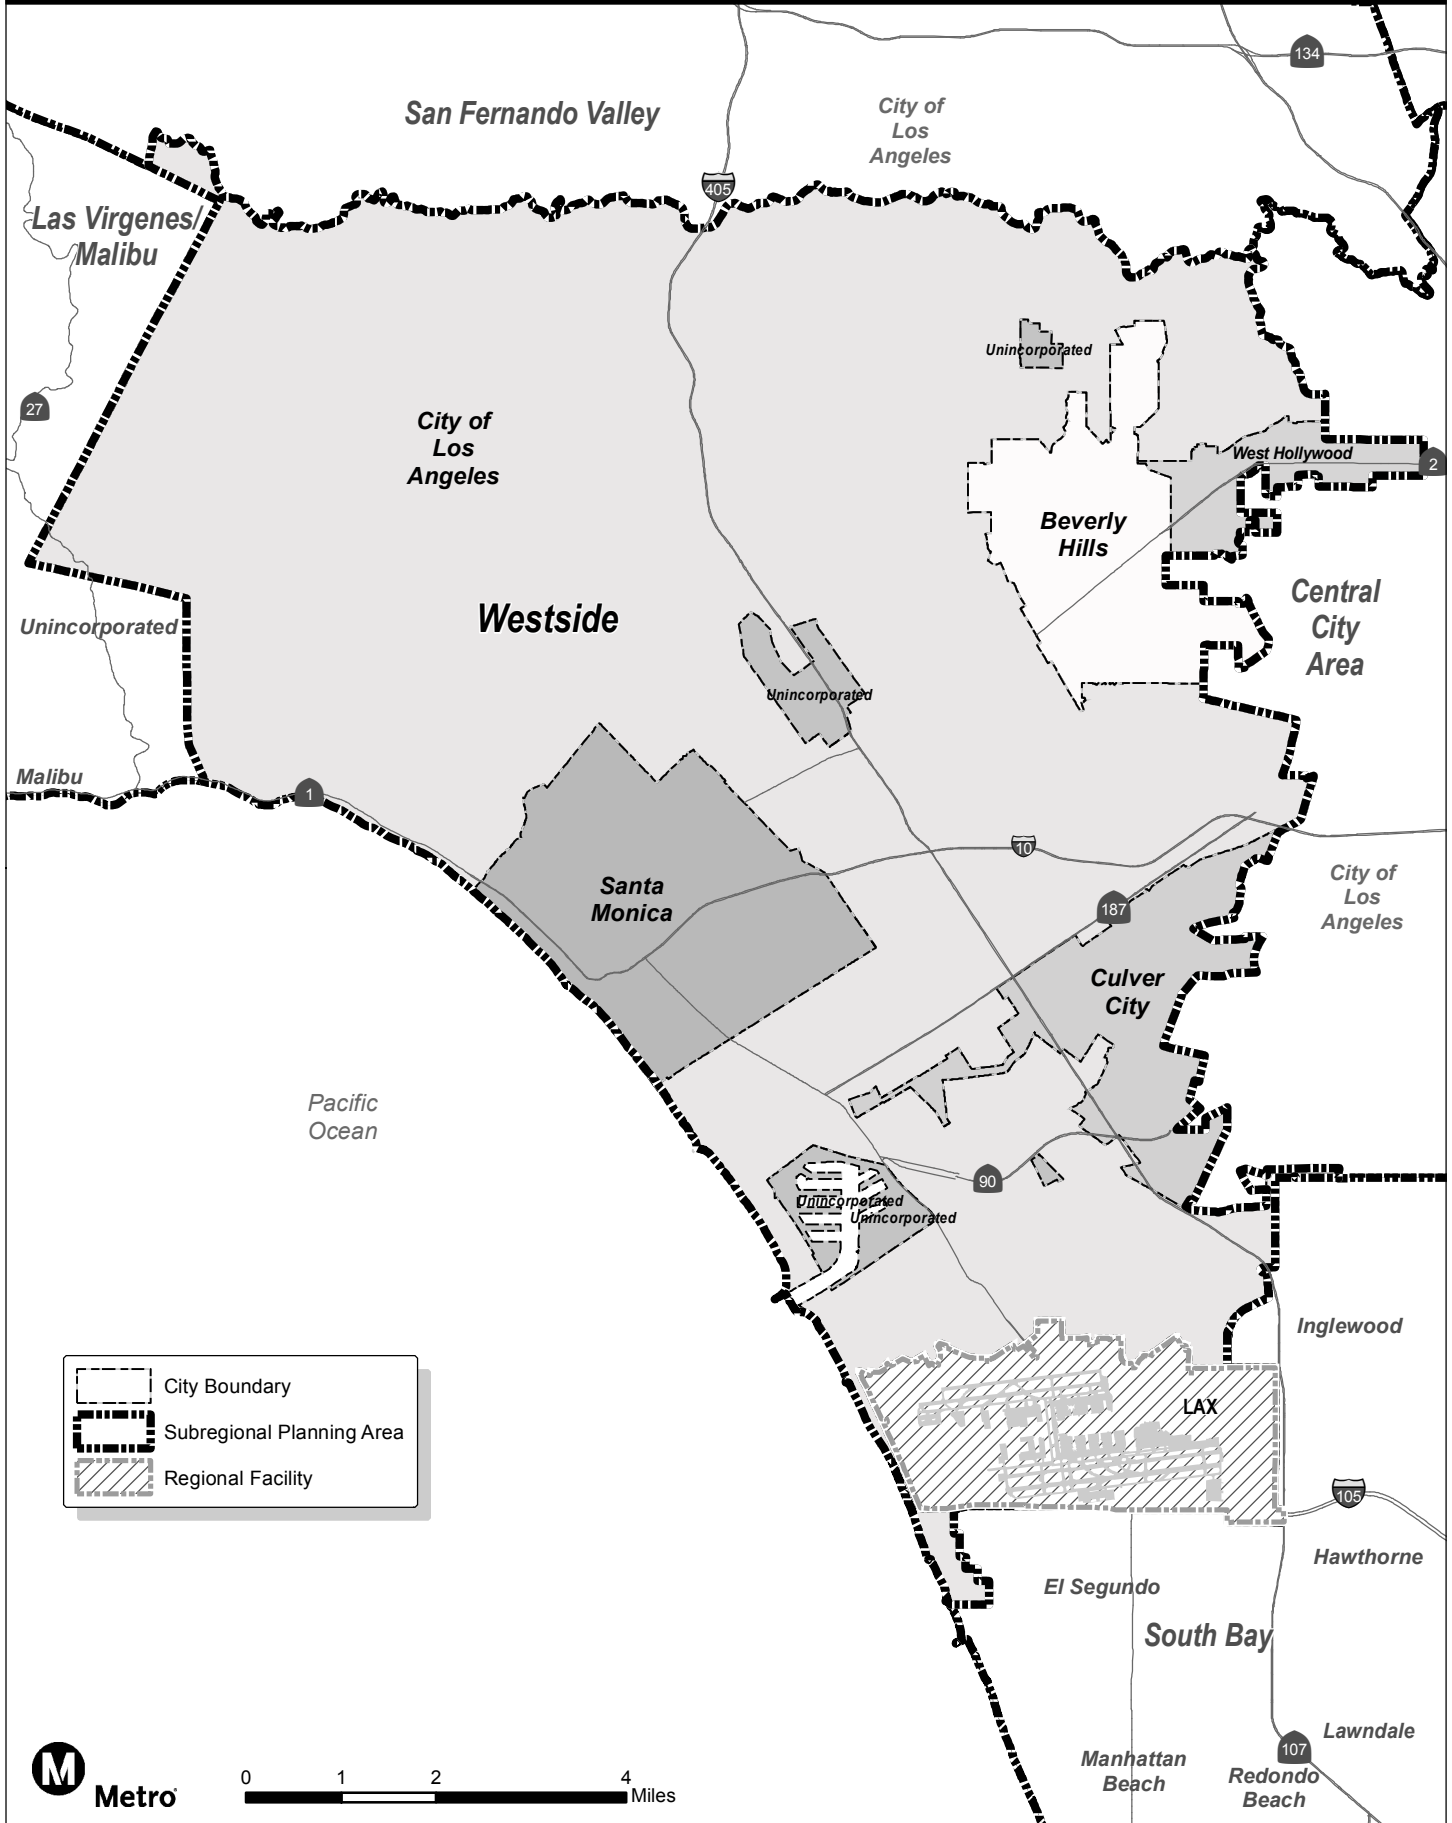 134
San Fernando Valley
City of
Los
Angeles
405
Las Virgenes/
Malibu
Unincorporated
27
City of
Los
Angeles
West Hollywood
2
Beverly
Hills
Westside
Central
City
Area
Unincorporated
Unincorporated
Malibu
1
10
Santa
Monica
City of
Los
Angeles
187
Culver
City
Pacific
Ocean
90
Unincorporated
Unincorporated
Inglewood
City Boundary
Subregional Planning Area
Regional Facility
LAX
105
Hawthorne
El Segundo
South Bay
Lawndale
107
Manhattan
Beach
Redondo
Beach
M
Metro
0 1 2 4
Miles